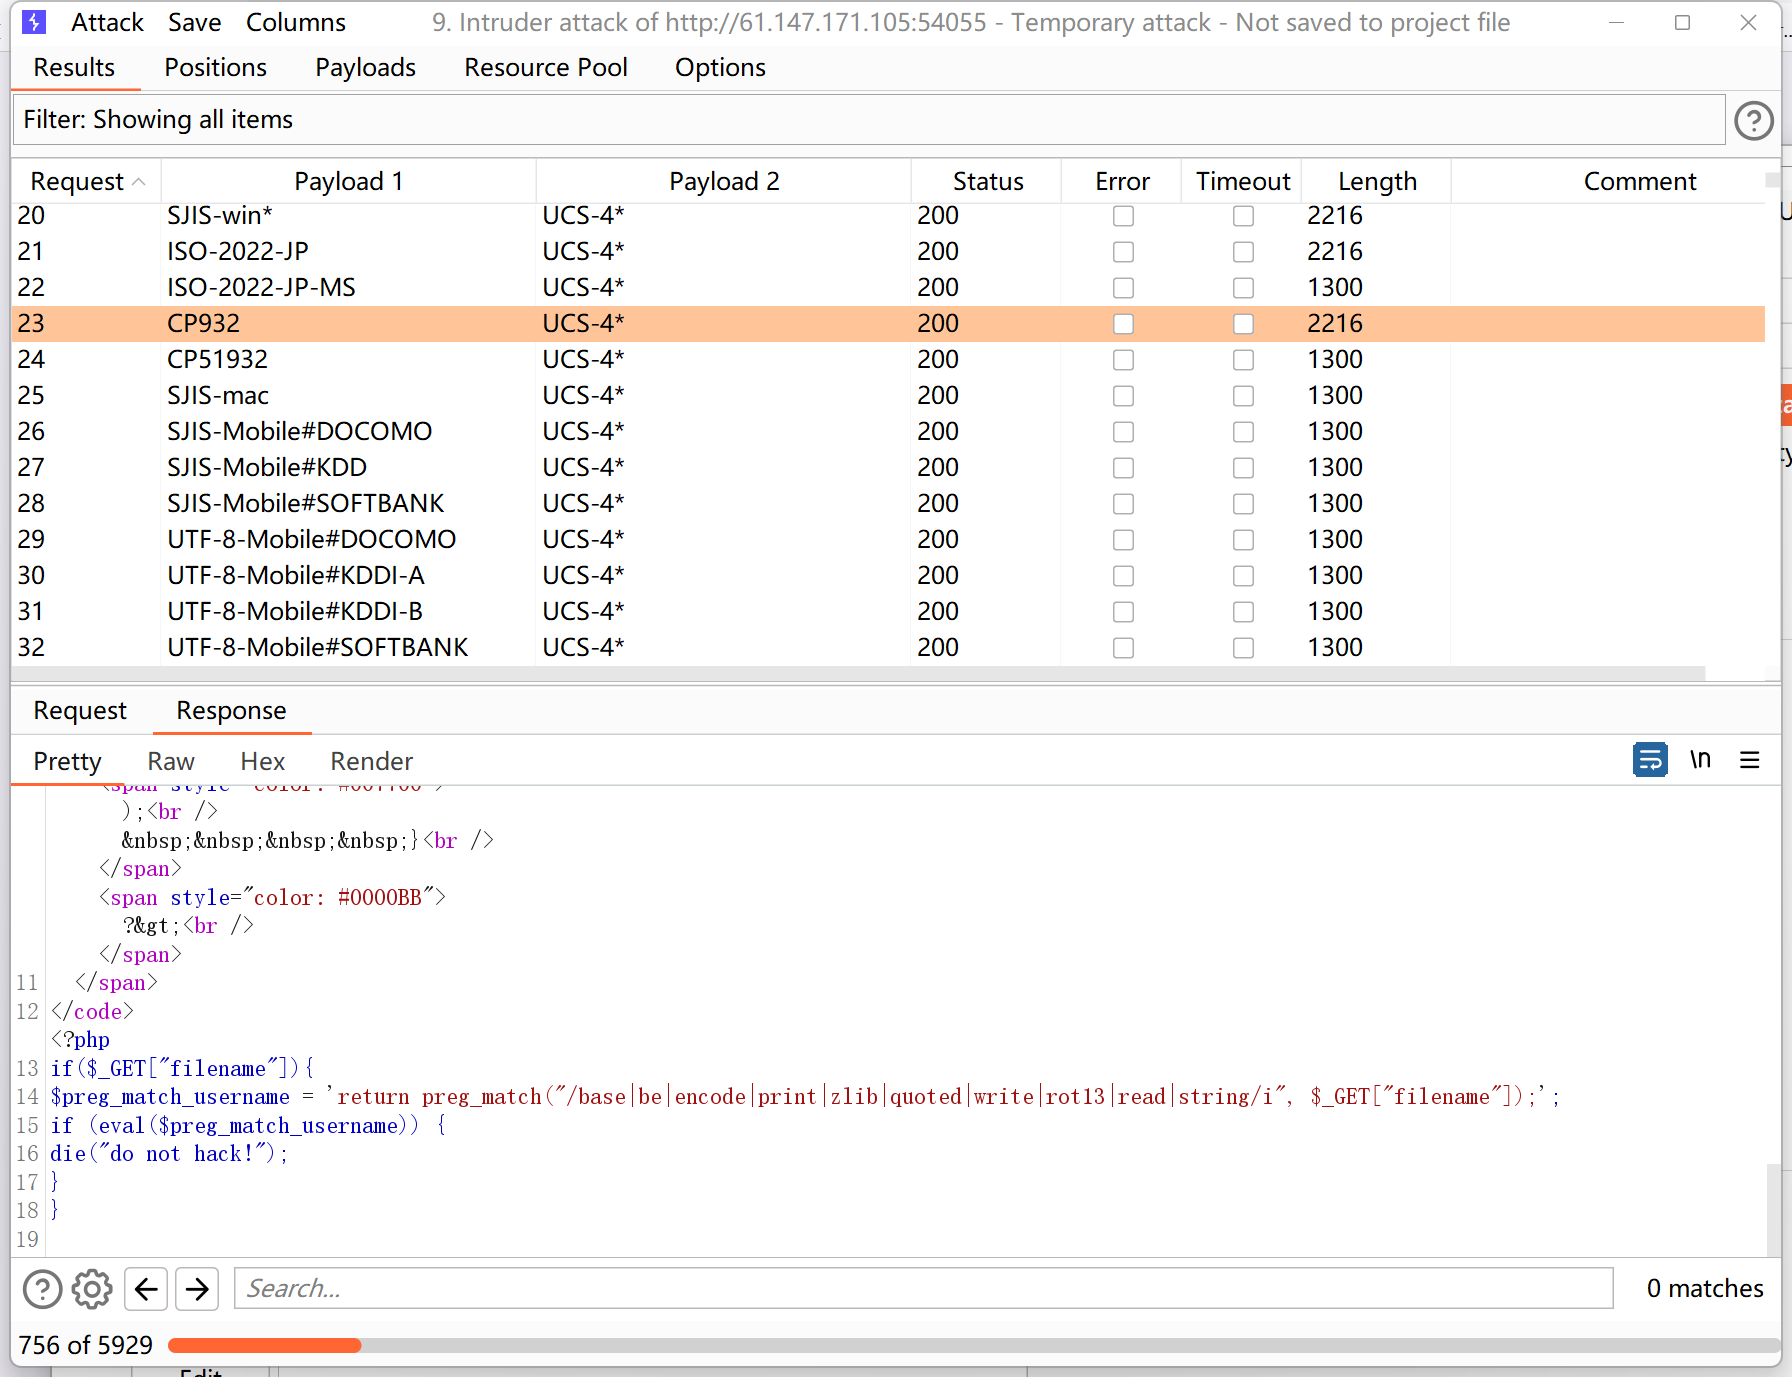 Attack Save Columns 9. Intruder attack of http://61.147.171.105:54055 - Temporary attack - Not saved to project file
Results Positions Payloads Resource Pool Options
Filter: Showing all items
Request Payload 1 Payload 2 Status Error Timeout Length Comment
20 SJIS-win* UCS-4* 200 2216
21 ISO-2022-JP UCS-4* 200 2216
22 ISO-2022-JP-MS UCS-4* 200 1300
23 CP932 UCS-4* 200 2216
24 CP51932 UCS-4* 200 1300
25 SJIS-mac UCS-4* 200 1300
26 SJIS-Mobile#DOCOMO UCS-4* 200 1300
27 SJIS-Mobile#KDD UCS-4* 200 1300
28 SJIS-Mobile#SOFTBANK UCS-4* 200 1300
29 UTF-8-Mobile#DOCOMO UCS-4* 200 1300
30 UTF-8-Mobile#KDDI-A UCS-4* 200 1300
31 UTF-8-Mobile#KDDI-B UCS-4* 200 1300
32 UTF-8-Mobile#SOFTBANK UCS-4* 200 1300
Request Response
Pretty Raw Hex Render \n
<span style="color: #007700">
);<br />
&nbsp;&nbsp;&nbsp;&nbsp;}<br />
</span>
<span style="color: #0000BB">
?&gt;<br />
</span>
11 </span>
12 </code>
<?php
13 if($_GET["filename"]){
14 $preg_match_username = 'return preg_match("/base|be|encode|print|zlib|quoted|write|rot13|read|string/i", $_GET["filename"]);';
15 if (eval($preg_match_username)) {
16 die("do not hack!");
17 }
18 }
19
Search... 0 matches
756 of 5929